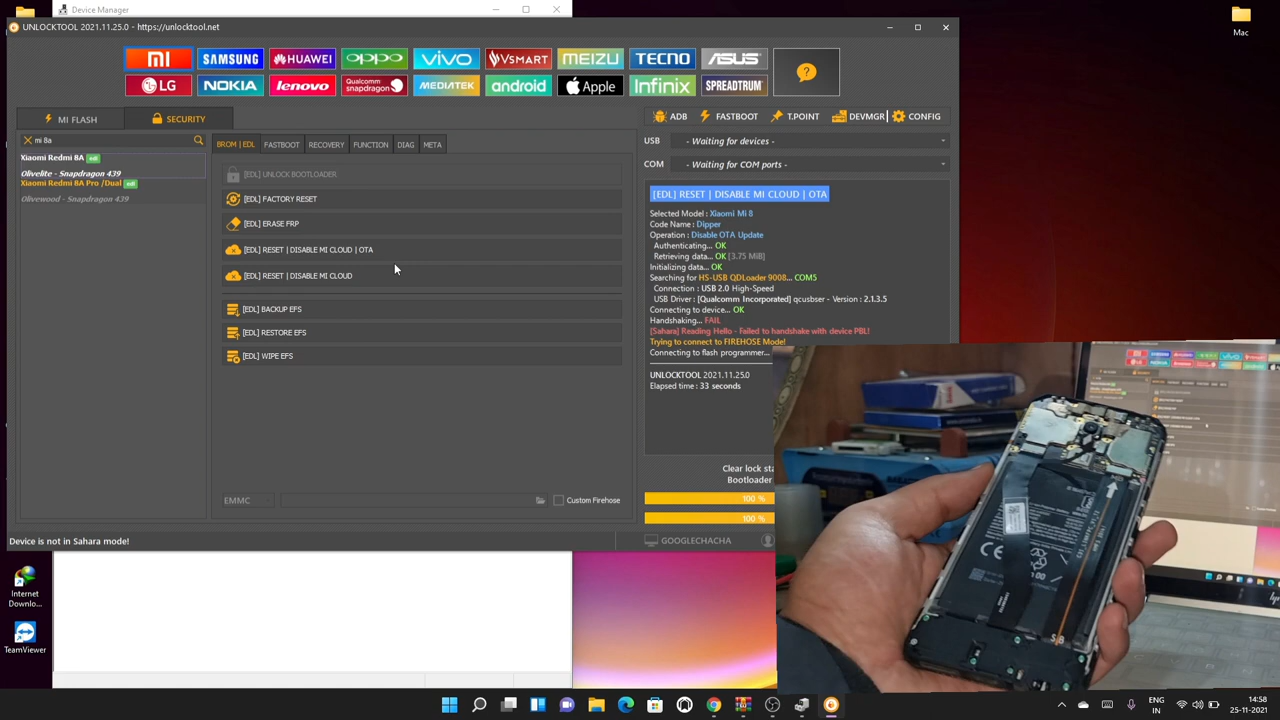 Device Manager
UNLOCKTOOL 2021.11.25.0 - https://unlocktool.net
Mac
MI SAMSUNG HUAWEI OPPO vivo VSMART MEIZU TECNO ASUS
LG NOKIA lenovo Qualcomm snapdragon MEDIATEK android Apple Infinix SPREADTRUM ?
MI FLASH
SECURITY
ADB FASTBOOT T.POINT DEVMGR CONFIG
mi 8a
BROM | EDL FASTBOOT RECOVERY FUNCTION DIAG META
USB - Waiting for devices -
COM - Waiting for COM ports -
Xiaomi Redmi 8A edl
Olivelite - Snapdragon 439
Xiaomi Redmi 8A Pro /Dual edl
Olivewood - Snapdragon 439
[EDL] UNLOCK BOOTLOADER
[EDL] FACTORY RESET
[EDL] ERASE FRP
[EDL] RESET | DISABLE MI CLOUD | OTA
[EDL] RESET | DISABLE MI CLOUD
[EDL] BACKUP EFS
[EDL] RESTORE EFS
[EDL] WIPE EFS
EMMC
Custom Firehose
[EDL] RESET | DISABLE MI CLOUD | OTA
Selected Model : Xiaomi Mi 8
Code Name : Dipper
Operation : Disable OTA Update
Authenticating... OK
Retrieving data... OK [3.75 MiB]
Initializing data... OK
Searching for HS-USB QDLoader 9008... COM5
Connection : USB 2.0 High-Speed
USB Driver : [Qualcomm Incorporated] qcusbser - Version : 2.1.3.5
Connecting to device... OK
Handshaking... FAIL
[Sahara] Reading Hello - Failed to handshake with device PBL!
Trying to connect to FIREHOSE Mode!
Connecting to flash programmer...
UNLOCKTOOL 2021.11.25.0
Elapsed time : 33 seconds
Clear lock sta
Bootloader
100 %
100 %
Device is not in Sahara mode!
GOOGLECHACHA
Internet
Downlo...
TeamViewer
CE
hp
ENG
IN
14:58
25-11-2021